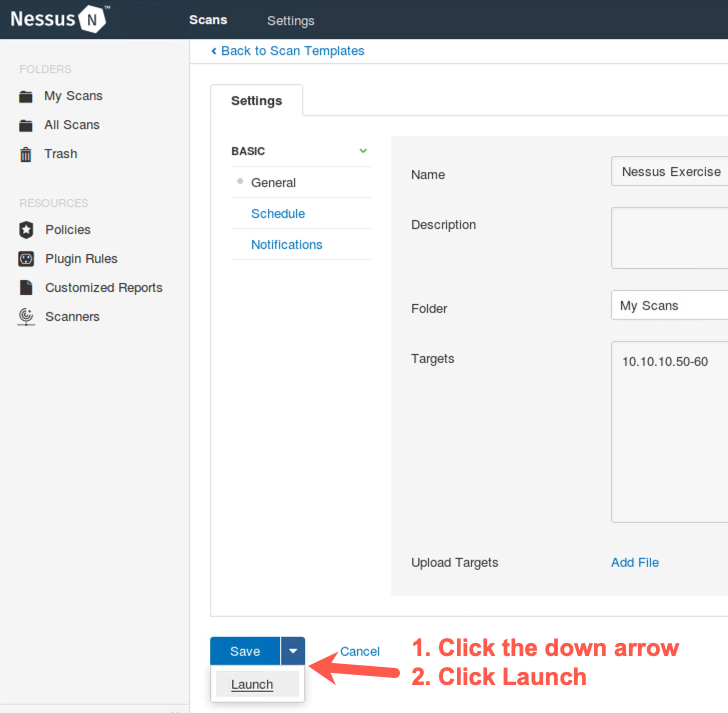 Nessus N ™
Scans
Settings
Back to Scan Templates
FOLDERS
My Scans
All Scans
Trash
RESOURCES
Policies
Plugin Rules
Customized Reports
Scanners
Settings
BASIC
General
Schedule
Notifications
Name
Nessus Exercise
Description
Folder
My Scans
Targets
10.10.10.50-60
Upload Targets
Add File
Save
Cancel
Launch
1. Click the down arrow
2. Click Launch